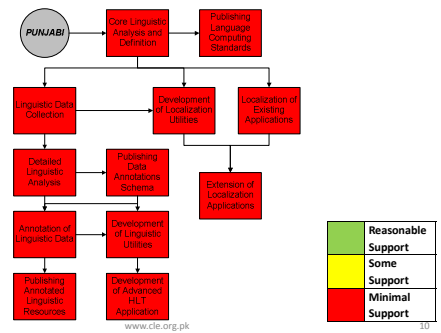 PUNJABI
Core Linguistic
Analysis and
Definition
Publishing
Language
Computing
Standards
Linguistic Data
Collection
Development
of Localization
Utilities
Localization of
Existing
Applications
Detailed
Linguistic
Analysis
Publishing
Data
Annotations
Schema
Extension of
Localization
Applications
Annotation of
Linguistic Data
Development
of Linguistic
Utilities
Publishing
Annotated
Linguistic
Resources
Development
of Advanced
HLT
Application
Reasonable
Support
Some
Support
Minimal
Support
www.cle.org.pk
10